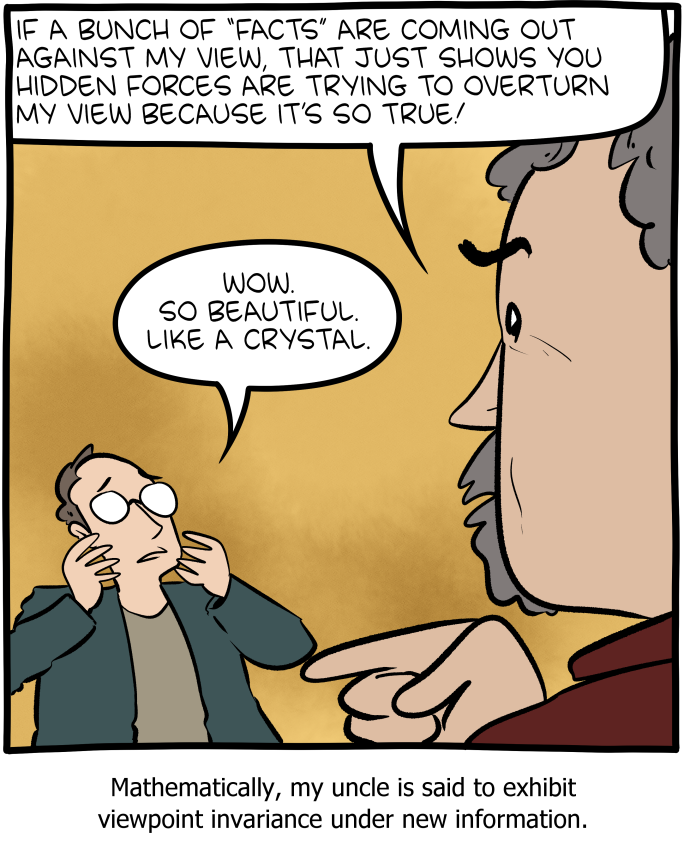 IF A BUNCH OF "FACTS" ARE COMING OUT
AGAINST MY VIEW, THAT JUST SHOWS YOU
HIDDEN FORCES ARE TRYING TO OVERTURN
MY VIEW BECAUSE IT'S SO TRUE!
WOW.
SO BEAUTIFUL.
LIKE A CRYSTAL.
Mathematically, my uncle is said to exhibit
viewpoint invariance under new information.